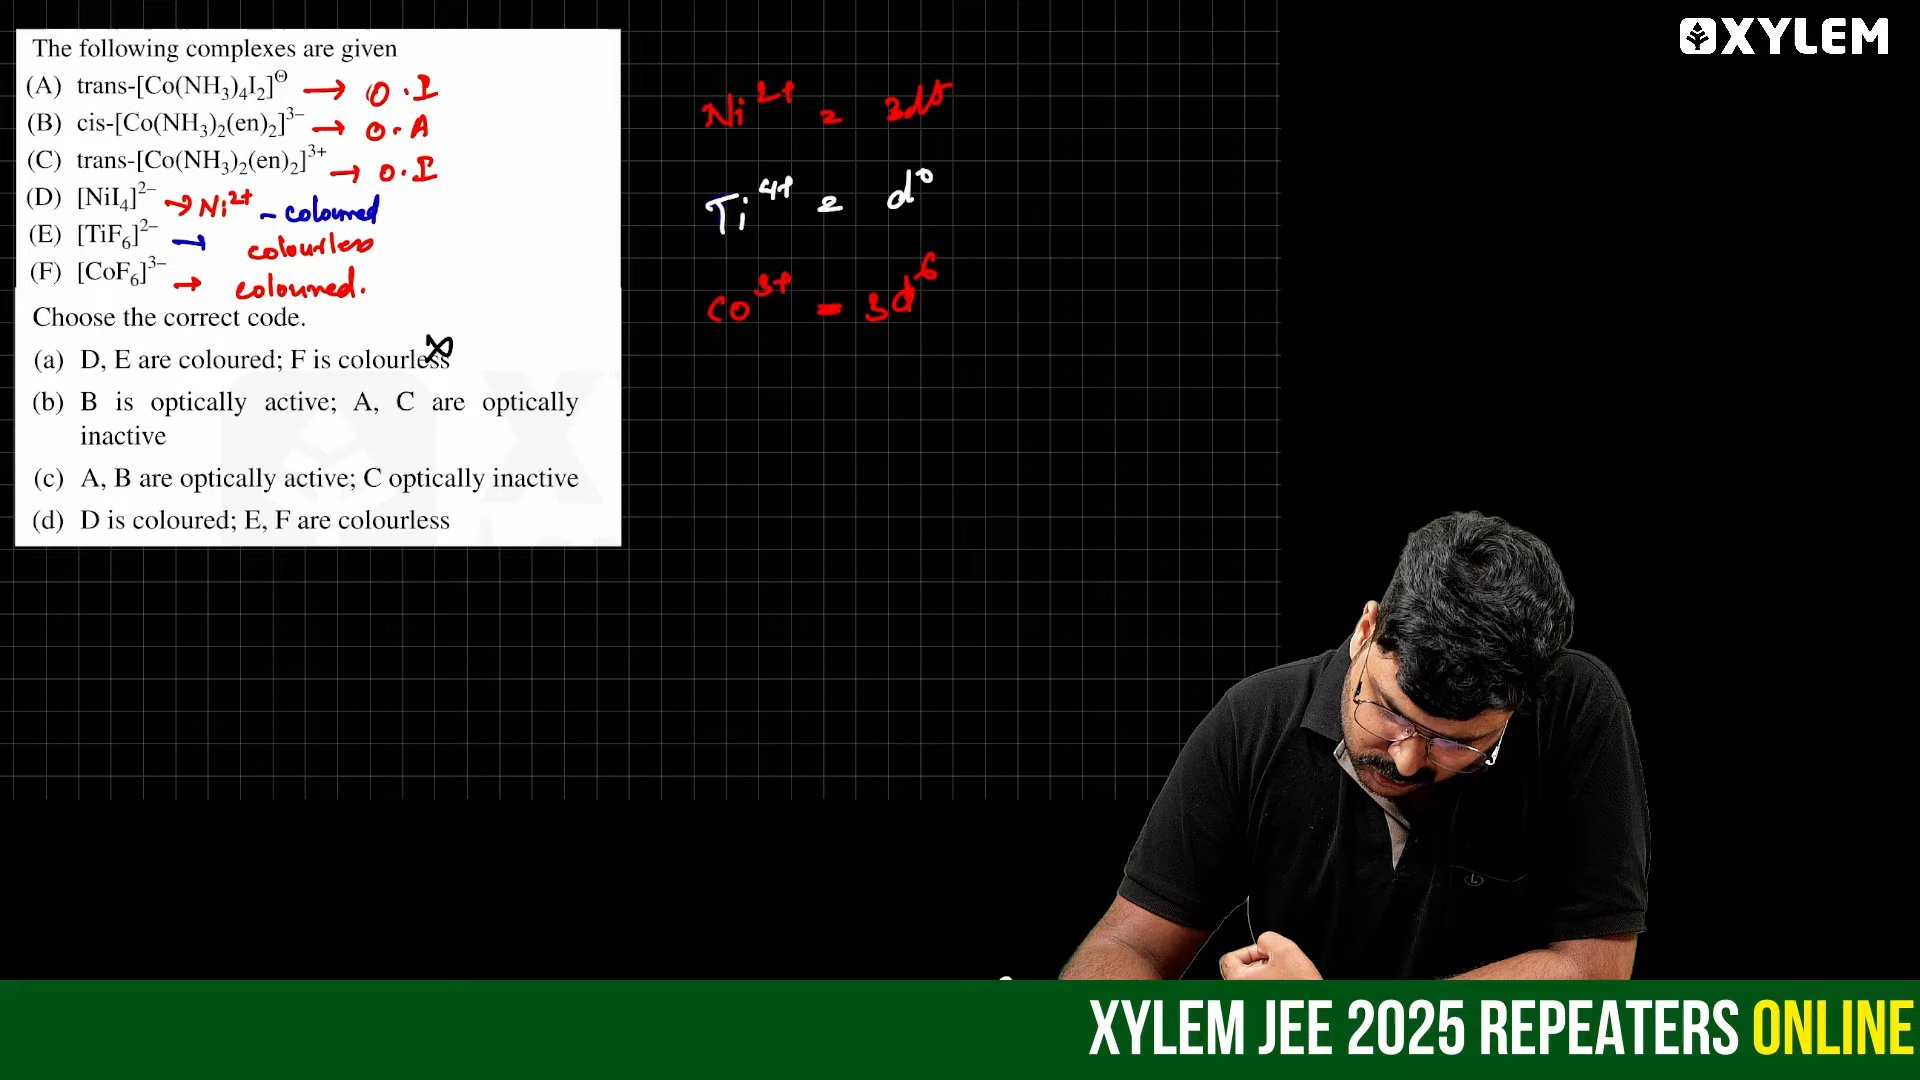 XYLEM
The following complexes are given
(A) trans-[Co(NH3)4I2]⊖ → O.I
(B) cis-[Co(NH3)2(en)2]3− → O.A
(C) trans-[Co(NH3)2(en)2]3+ → O.I
(D) [NiI4]2− → Ni2+ - coloured
(E) [TiF6]2− → colourless
(F) [CoF6]3− → coloured.
Choose the correct code.
(a) D, E are coloured; F is colourless
(b) B is optically active; A, C are optically
inactive
(c) A, B are optically active; C optically inactive
(d) D is coloured; E, F are colourless
Ni2+ = 3d8
Ti4+ = d0
Co3+ = 3d6
XYLEM JEE 2025 REPEATERS ONLINE